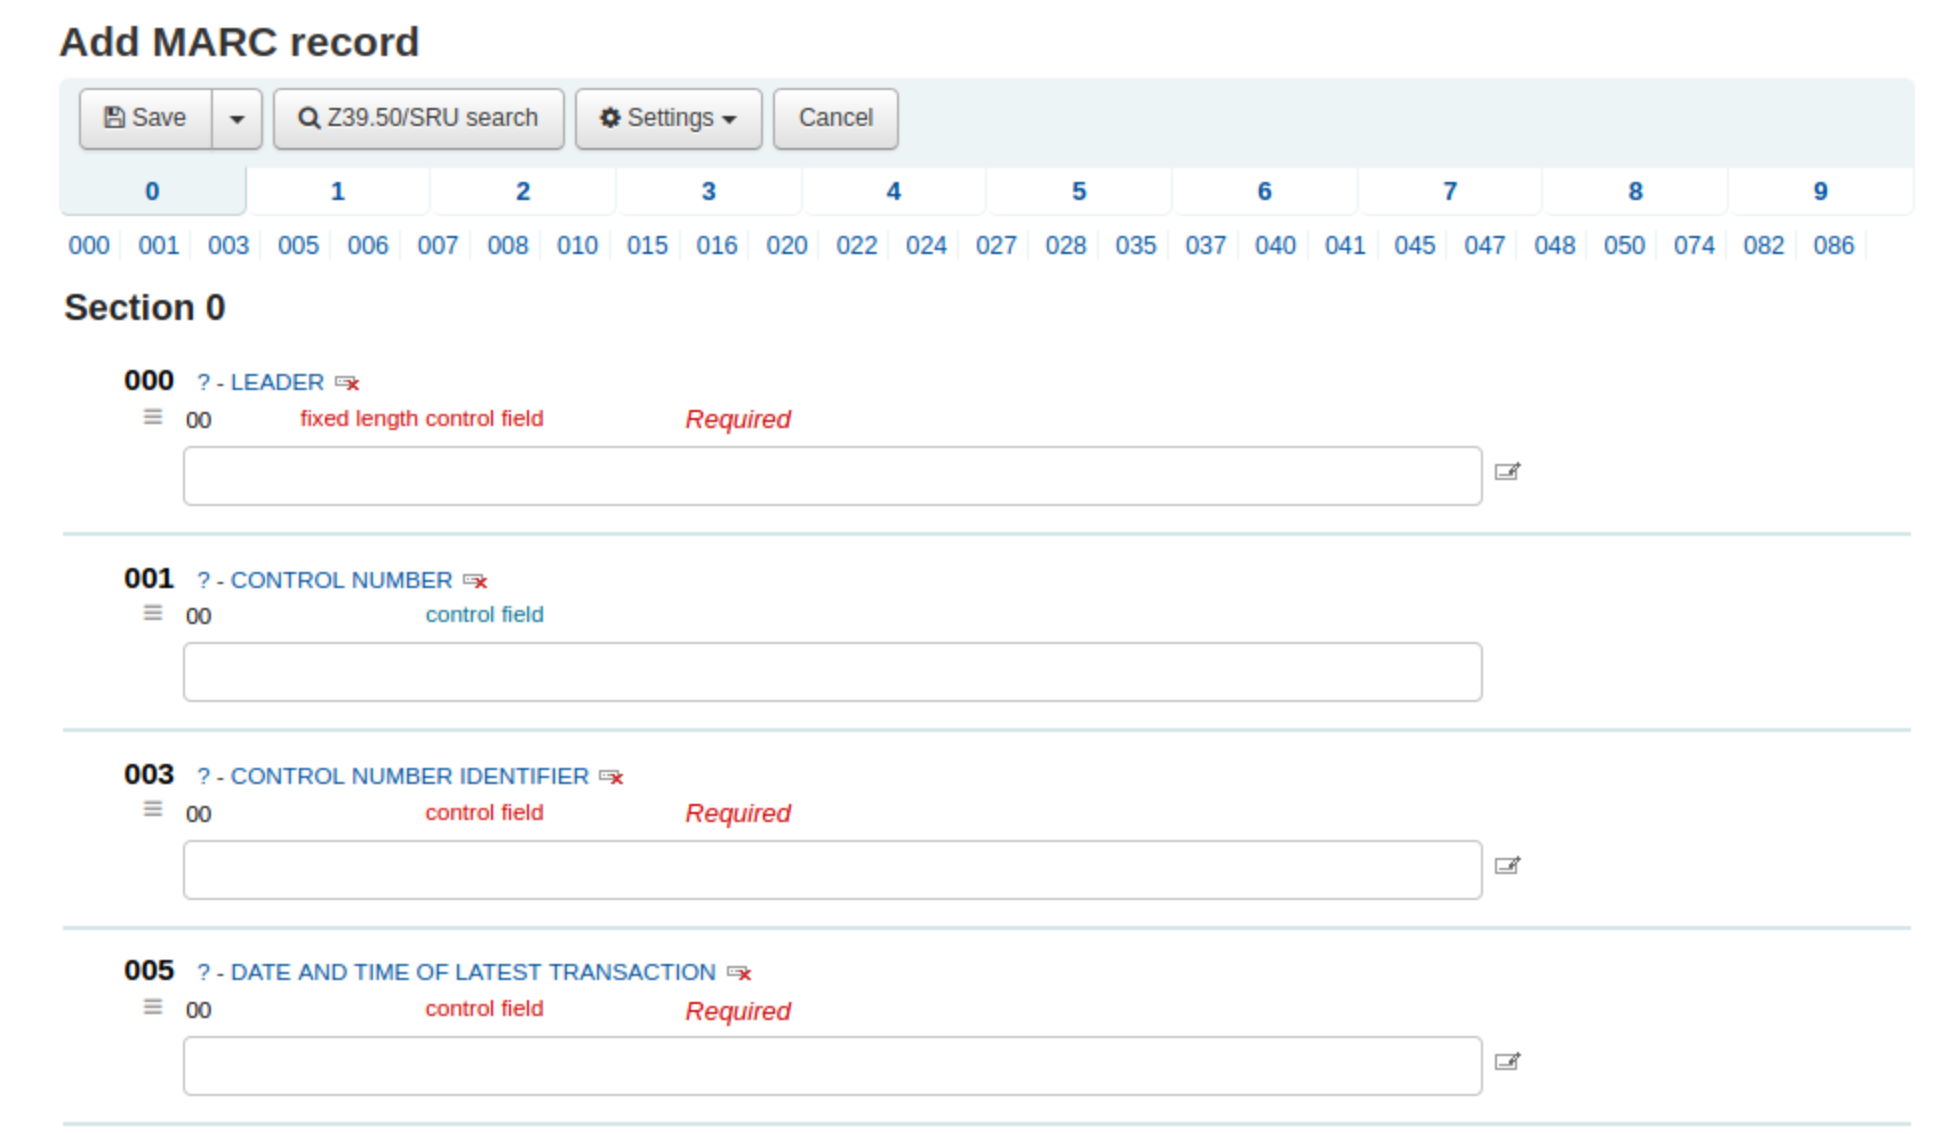 Add MARC record
Save Z39.50/SRU search Settings Cancel
0 1 2 3 4 5 6 7 8 9
000 001 003 005 006 007 008 010 015 016 020 022 024 027 028 035 037 040 041 045 047 048 050 074 082 086
Section 0
000 ? - LEADER
00 fixed length control field Required
001 ? - CONTROL NUMBER
00 control field
003 ? - CONTROL NUMBER IDENTIFIER
00 control field Required
005 ? - DATE AND TIME OF LATEST TRANSACTION
00 control field Required